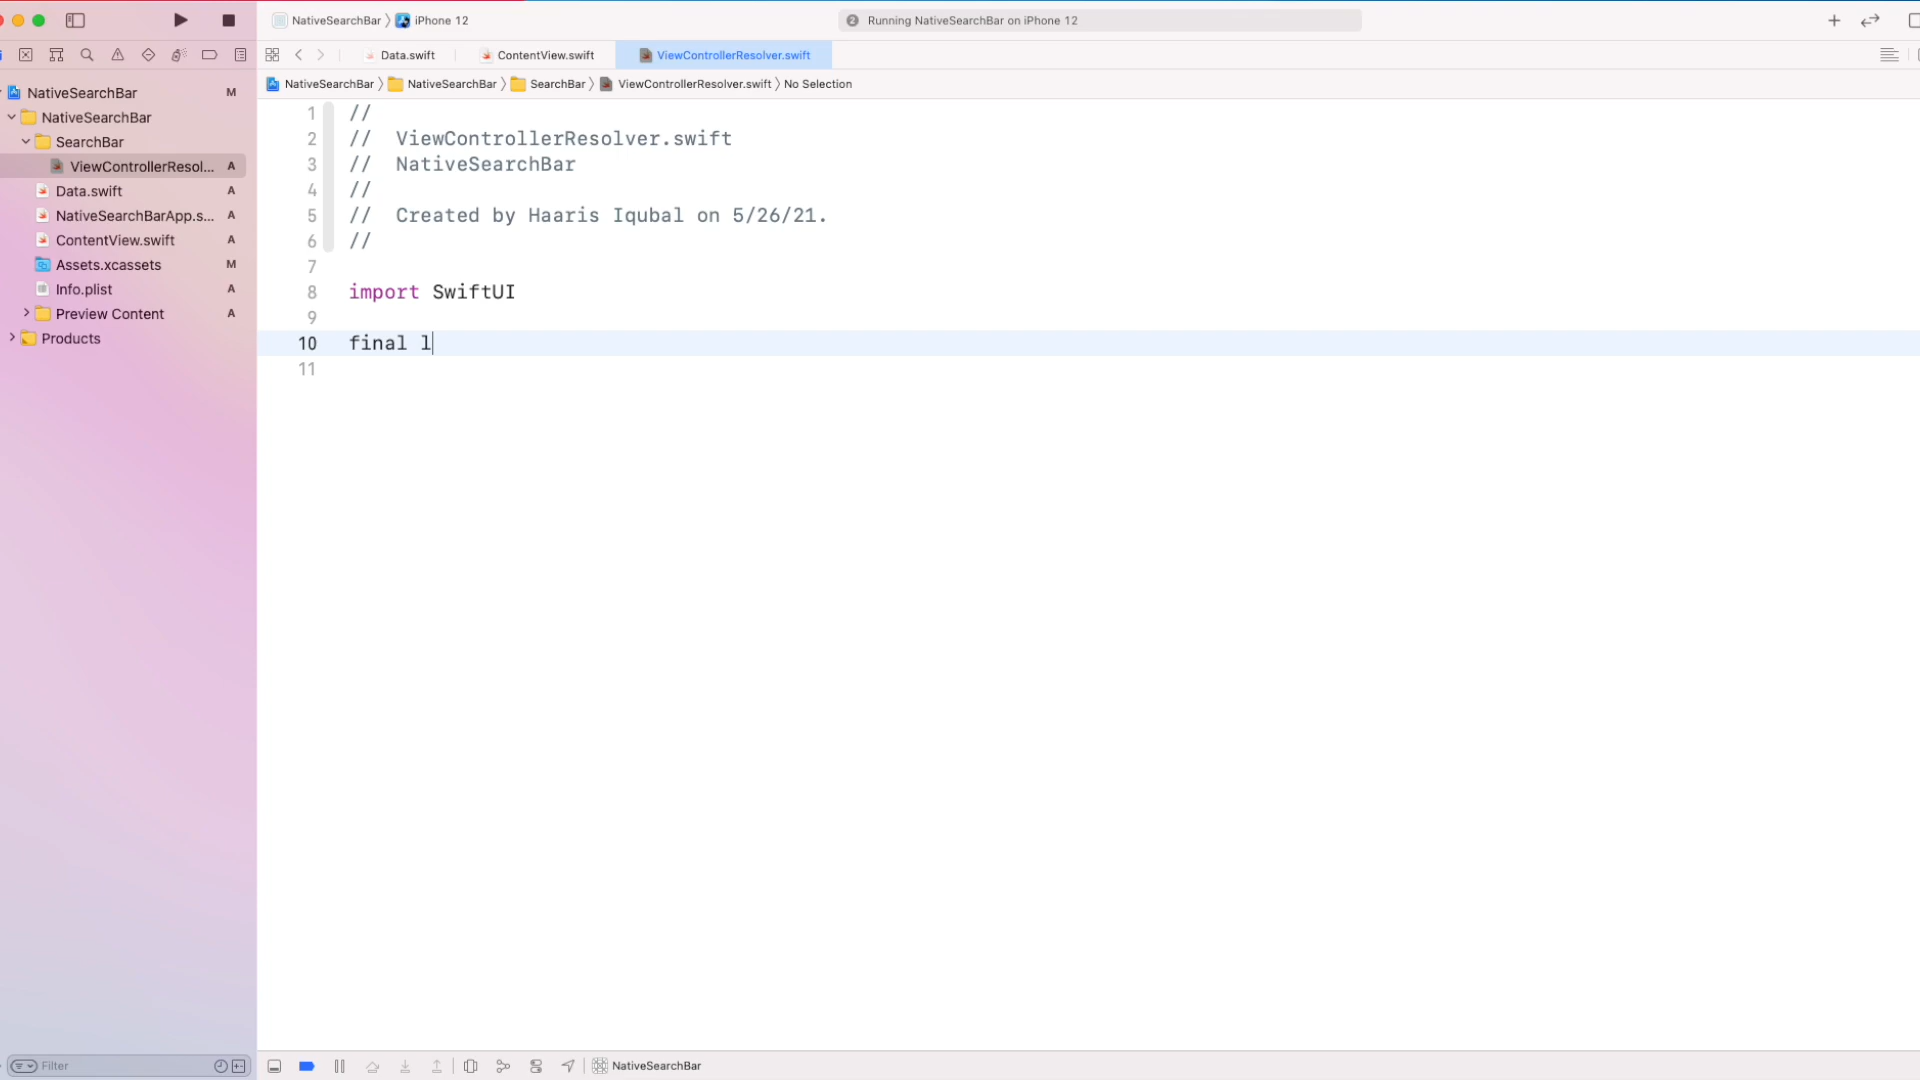 NativeSearchBar 〉 iPhone 12
2 Running NativeSearchBar on iPhone 12
Data.swift
ContentView.swift
ViewControllerResolver.swift
NativeSearchBar 〉 NativeSearchBar 〉 SearchBar 〉 ViewControllerResolver.swift 〉 No Selection
NativeSearchBar M
NativeSearchBar
SearchBar
ViewControllerResol... A
Data.swift A
NativeSearchBarApp.s... A
ContentView.swift A
Assets.xcassets M
Info.plist A
Preview Content A
Products
1 //
2 //  ViewControllerResolver.swift
3 //  NativeSearchBar
4 //
5 //  Created by Haaris Iqubal on 5/26/21.
6 //
7
8 import SwiftUI
9
10 final l
11
Filter
NativeSearchBar